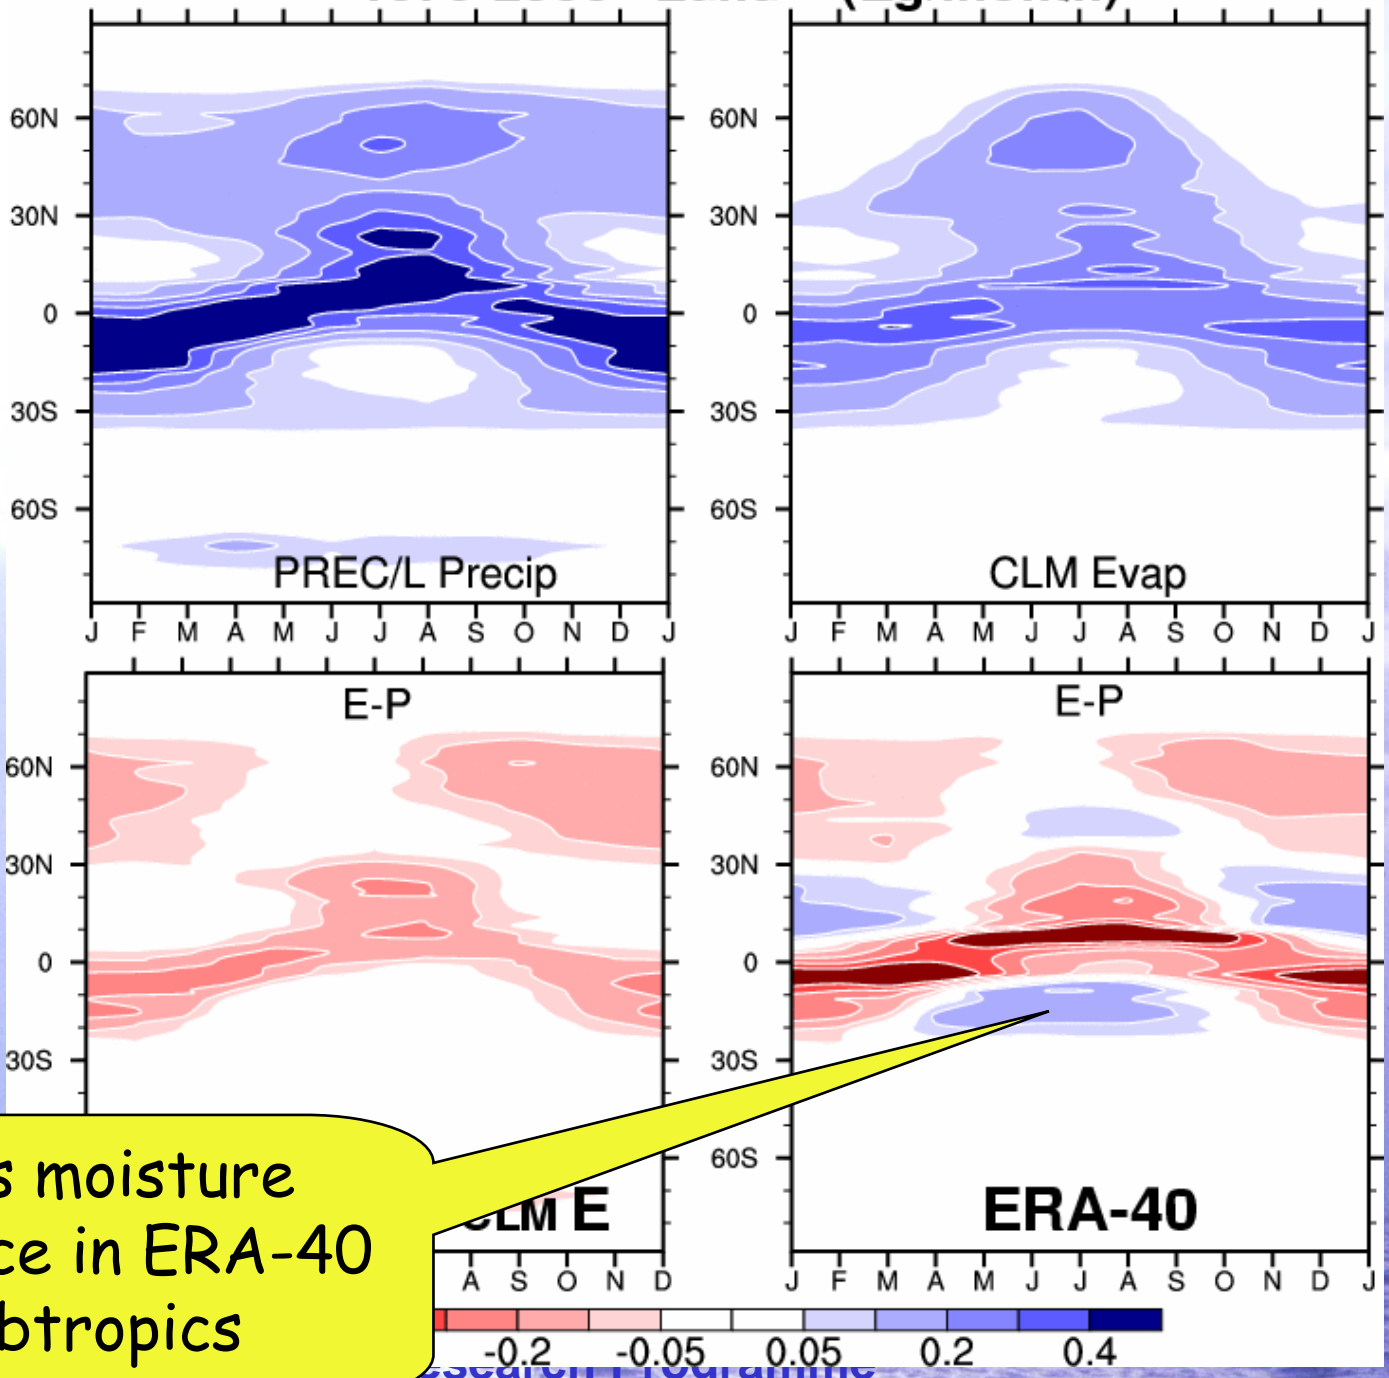 60N
30N
0
30S
60S
PREC/L Precip
J F M A M J J A S O N D J
60N
30N
0
30S
60S
CLM Evap
J F M A M J J A S O N D J
E-P
60N
30N
0
30S
CLM E
A S O N D
E-P
60N
30N
0
30S
60S
ERA-40
J F M A M J J A S O N D J
moisture
in ERA-40
-0.2 -0.05 0.05 0.2 0.4
Programme